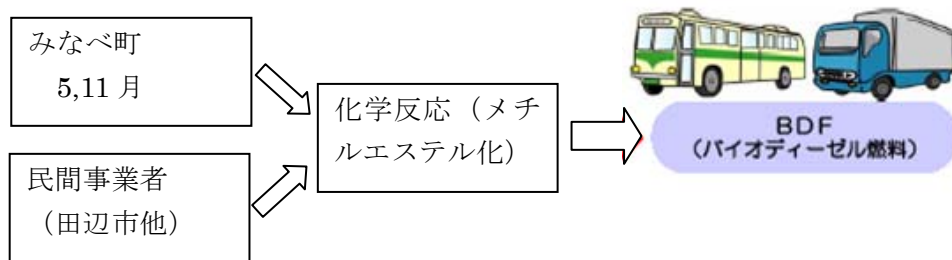 みなべ町
5,11 月
民間事業者
（田辺市他）
化学反応（メチ
ルエステル化）
BDF
（バイオディーゼル燃料）